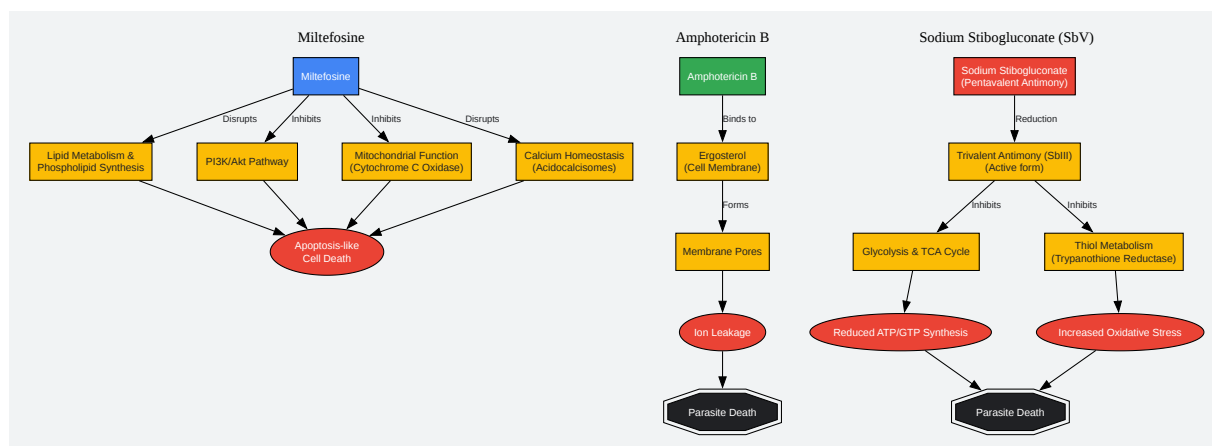 Miltefosine
Miltefosine
Disrupts
Inhibits
Inhibits
Disrupts
Lipid Metabolism &
Phospholipid Synthesis
PI3K/Akt Pathway
Mitochondrial Function
(Cytochrome C Oxidase)
Calcium Homeostasis
(Acidocalcisomes)
Apoptosis-like
Cell Death
Amphotericin B
Amphotericin B
Binds to
Ergosterol
(Cell Membrane)
Forms
Membrane Pores
Ion Leakage
Parasite Death
Sodium Stibogluconate (SbV)
Sodium Stibogluconate
(Pentavalent Antimony)
Reduction
Trivalent Antimony (SbIII)
(Active form)
Inhibits
Inhibits
Glycolysis & TCA Cycle
Thiol Metabolism
(Trypanothione Reductase)
Reduced ATP/GTP Synthesis
Increased Oxidative Stress
Parasite Death